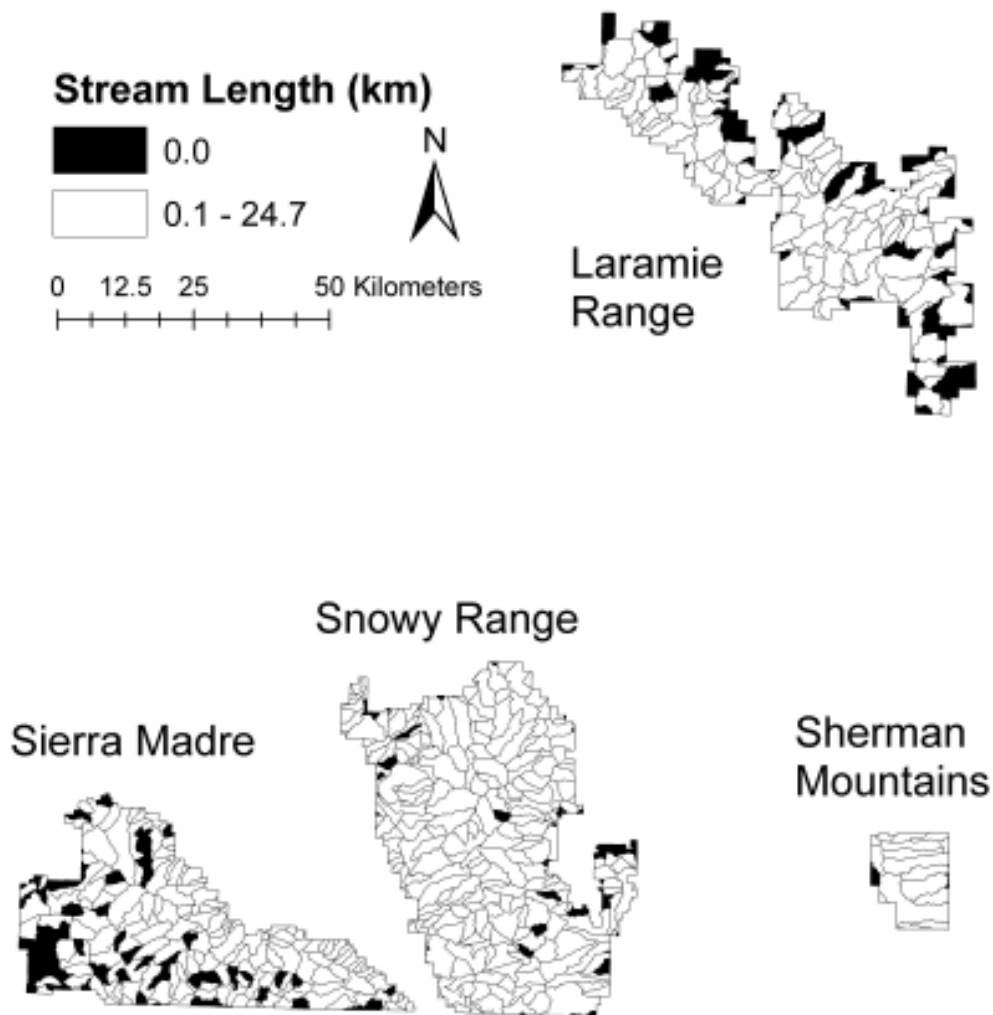 Stream Length (km)
0.0
0.1 - 24.7
N
0 12.5 25 50 Kilometers
Laramie
Range
Snowy Range
Sierra Madre
Sherman
Mountains